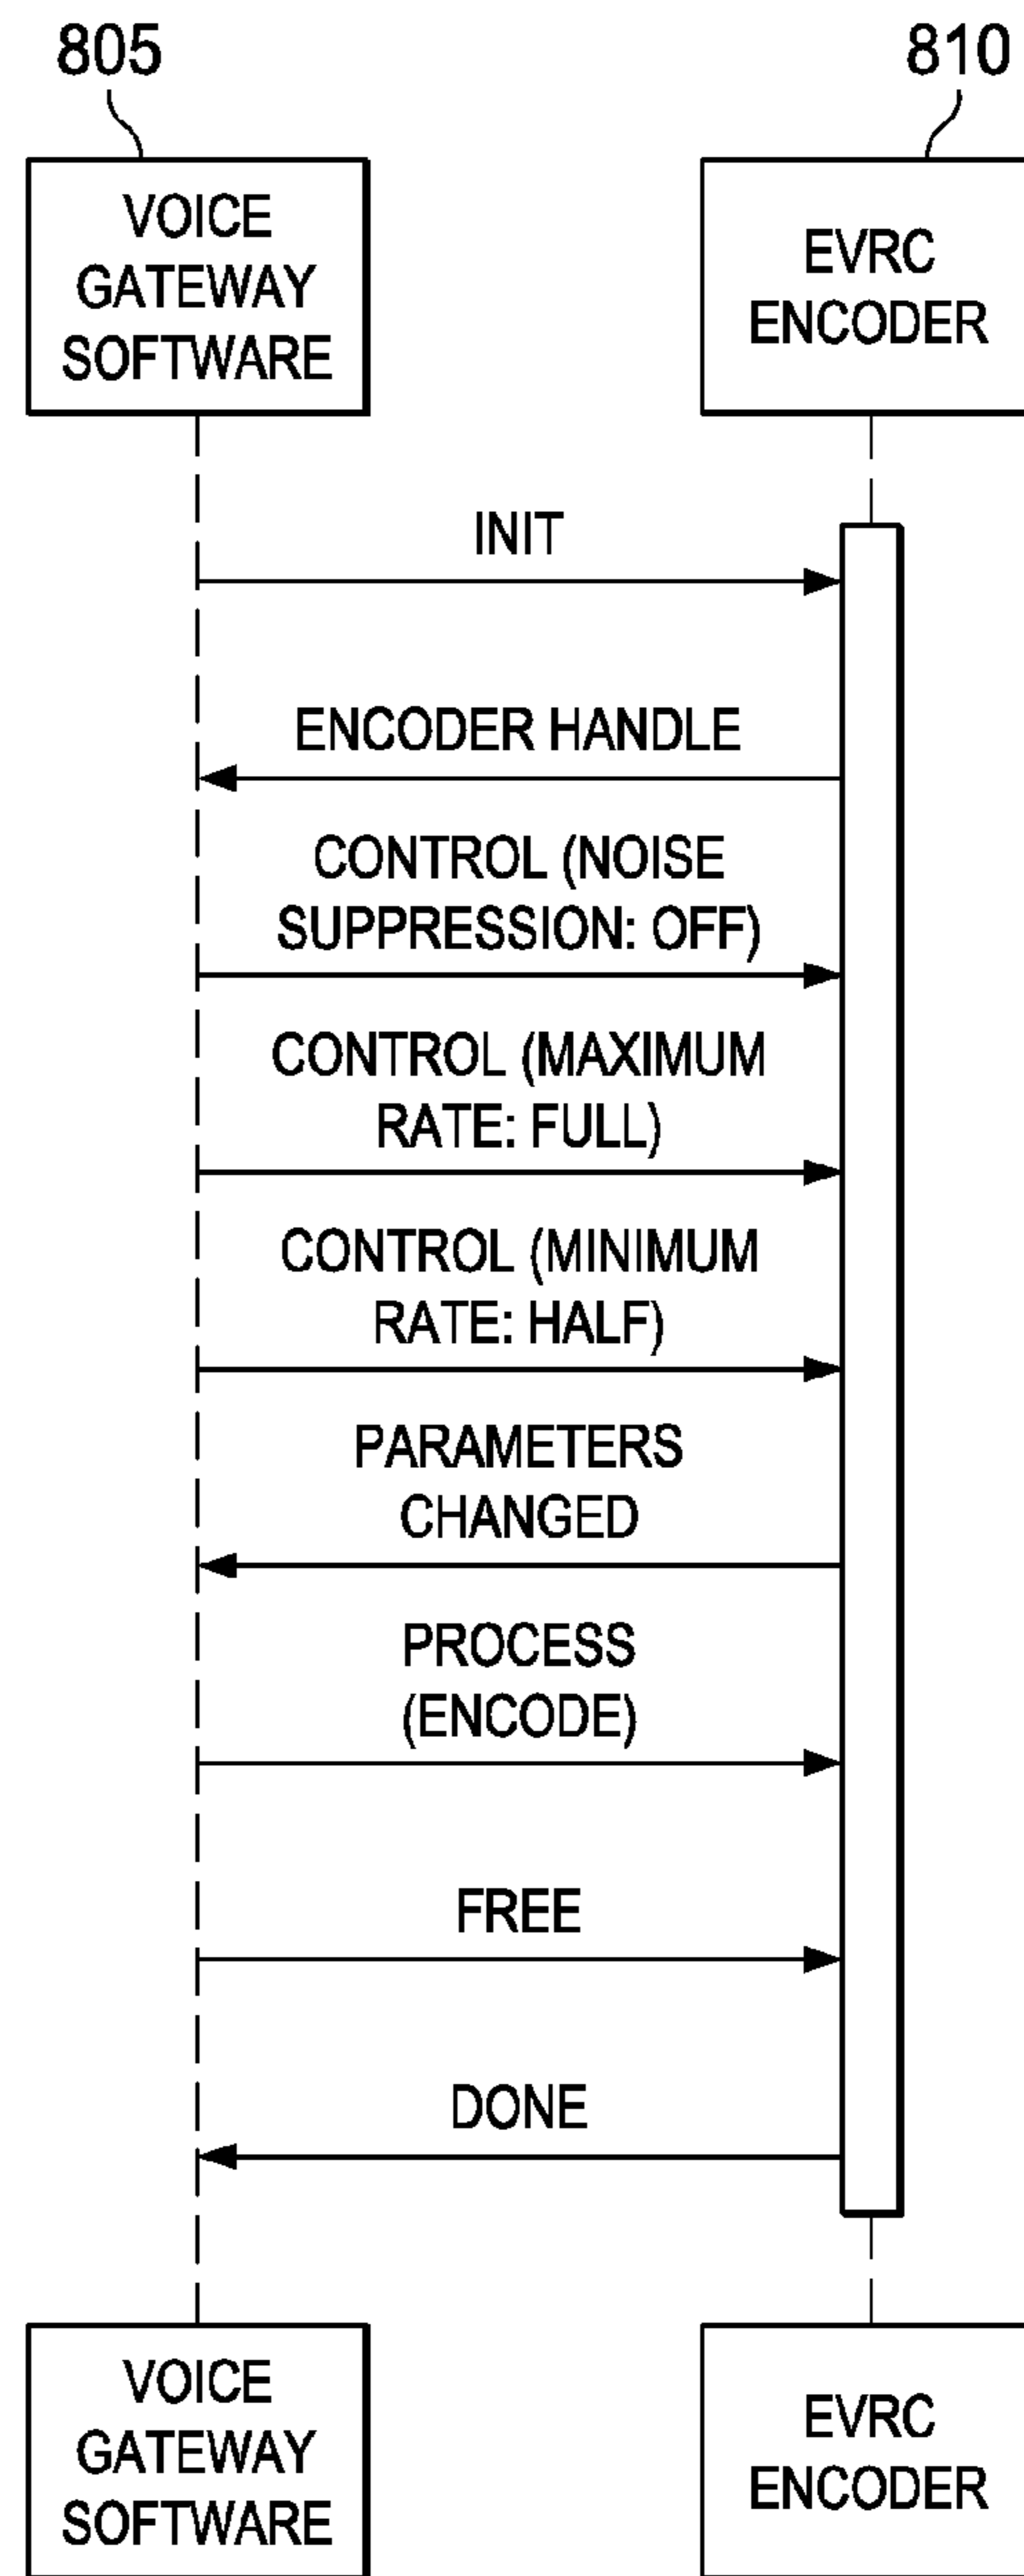 805
810
VOICE
GATEWAY
SOFTWARE
EVRC
ENCODER
INIT
ENCODER HANDLE
CONTROL (NOISE
SUPPRESSION: OFF)
CONTROL (MAXIMUM
RATE: FULL)
CONTROL (MINIMUM
RATE: HALF)
PARAMETERS
CHANGED
PROCESS
(ENCODE)
FREE
DONE
VOICE
GATEWAY
SOFTWARE
EVRC
ENCODER